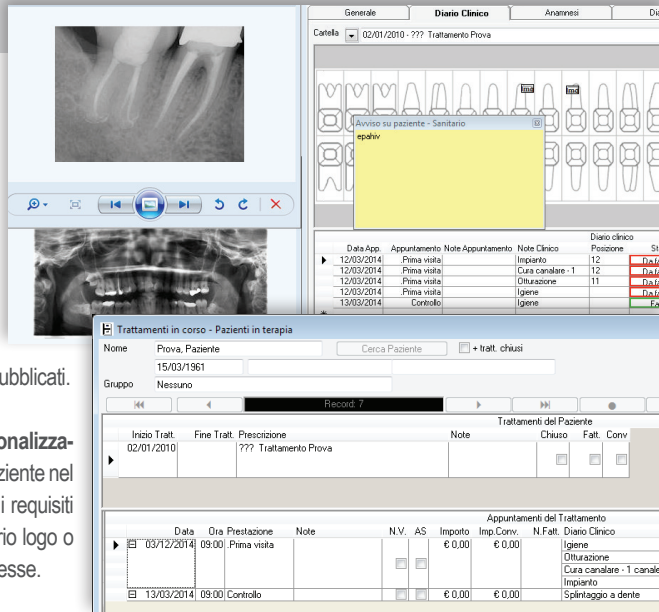 Generale Diario Clinico Anamnesi
Cartella 02/01/2010 - ??? Trattamento Prova
Imd Imd
Avviso su paziente - Sanitario
epahiv
Diario clinico
Data App. Appuntamento Note Appuntamento Note Clinico Posizione
12/03/2014 .Prima visita Impianto 12
12/03/2014 .Prima visita Cura canalare - 1 12
12/03/2014 .Prima visita Otturazione 11
12/03/2014 .Prima visita Igiene
13/03/2014 Controllo Igiene
Trattamenti in corso - Pazienti in terapia
Nome Prova, Paziente Cerca Paziente + tratt. chiusi
15/03/1961
Gruppo Nessuno
Record: 7
Trattamenti del Paziente
Inizio Tratt. Fine Tratt. Prescrizione Note Chiuso Fatt. Conv
02/01/2010 ??? Trattamento Prova
Appuntamenti del Trattamento
Data Ora Prestazione Note N.V. AS Importo Imp.Conv. N.Fatt. Diario Clinico
03/12/2014 09:00 .Prima visita € 0,00 € 0,00 Igiene
Otturazione
Cura canalare - 1 canale
Impianto
13/03/2014 09:00 Controllo € 0,00 € 0,00 Splintaggio a dente
ubblicati.
onalizza-
ziente nel
i requisiti
rio logo o
esse.